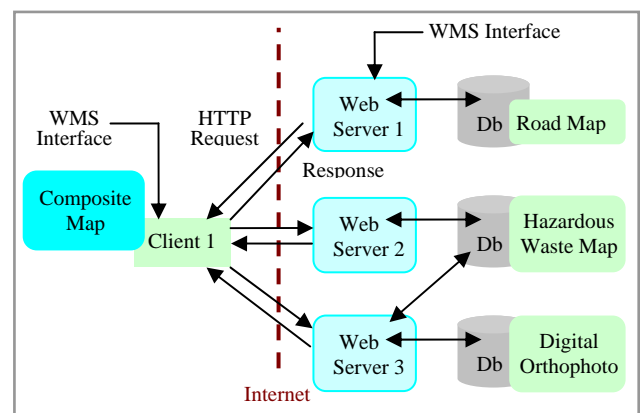 WMS Interface
WMS
Interface
HTTP
Request
Web
Server 1
Db
Road Map
Response
Composite
Map
Client 1
Web
Server 2
Db
Hazardous
Waste Map
Web
Server 3
Db
Digital
Orthophoto
Internet